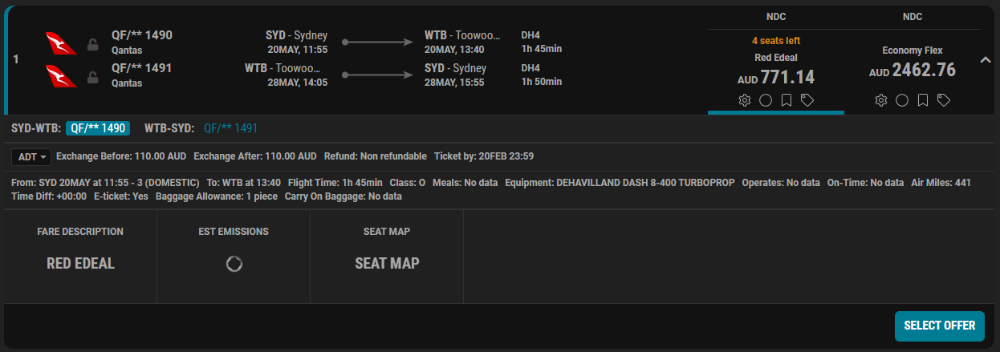 NDC NDC
QF/** 1490 SYD - Sydney WTB - Toowoo... DH4 4 seats left
Qantas 20MAY, 11:55 20MAY, 13:40 1h 45min Red Edeal Economy Flex
1 QF/** 1491 WTB - Toowoo... SYD - Sydney DH4 AUD 771.14 AUD 2462.76
Qantas 28MAY, 14:05 28MAY, 15:55 1h 50min
SYD-WTB: QF/** 1490 WTB-SYD: QF/** 1491
ADT Exchange Before: 110.00 AUD Exchange After: 110.00 AUD Refund: Non refundable Ticket by: 20FEB 23:59
From: SYD 20MAY at 11:55 - 3 (DOMESTIC) To: WTB at 13:40 Flight Time: 1h 45min Class: O Meals: No data Equipment: DEHAVILLAND DASH 8-400 TURBOPROP Operates: No data On-Time: No data Air Miles: 441
Time Diff: +00:00 E-ticket: Yes Baggage Allowance: 1 piece Carry On Baggage: No data
FARE DESCRIPTION EST EMISSIONS SEAT MAP
RED EDEAL SEAT MAP
SELECT OFFER